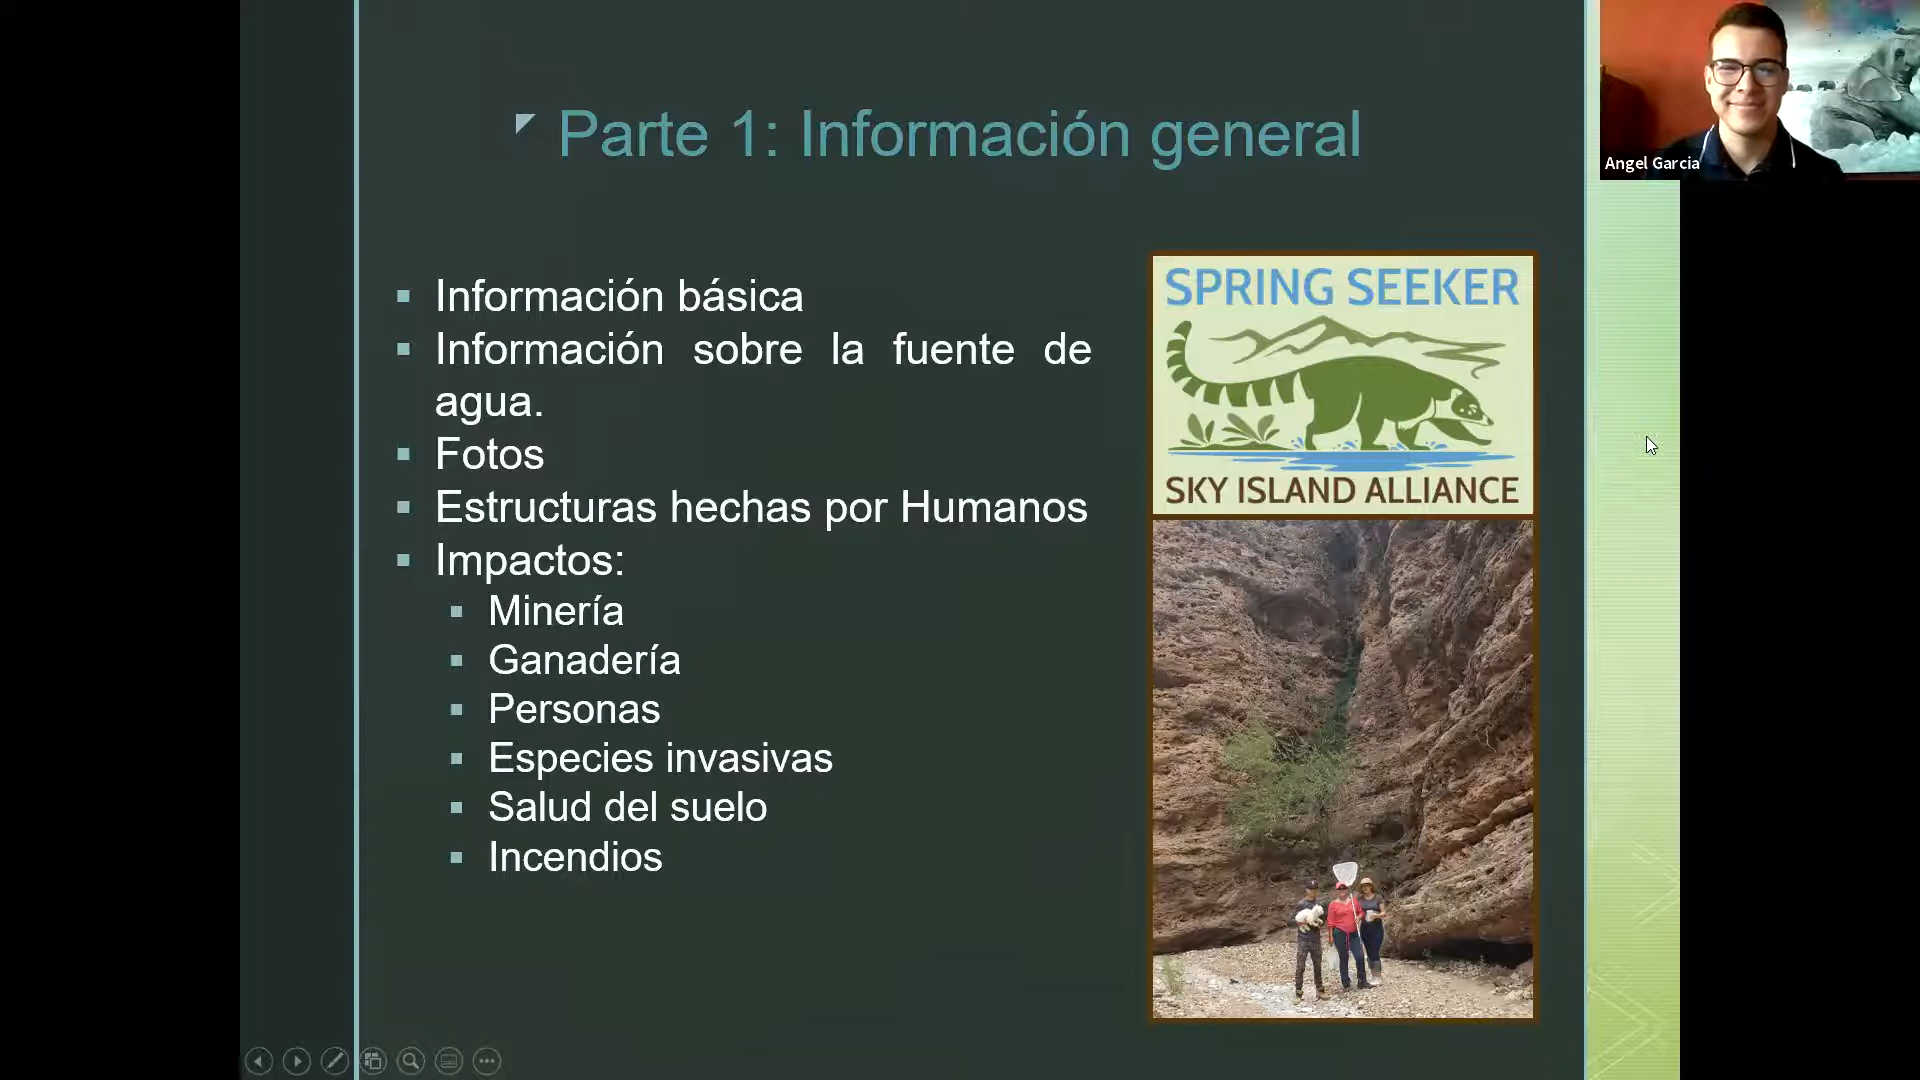 Parte 1: Información general
Angel Garcia
Información básica
Información sobre la fuente de
agua.
Fotos
Estructuras hechas por Humanos
Impactos:
Minería
Ganadería
Personas
Especies invasivas
Salud del suelo
Incendios
SPRING SEEKER
SKY ISLAND ALLIANCE